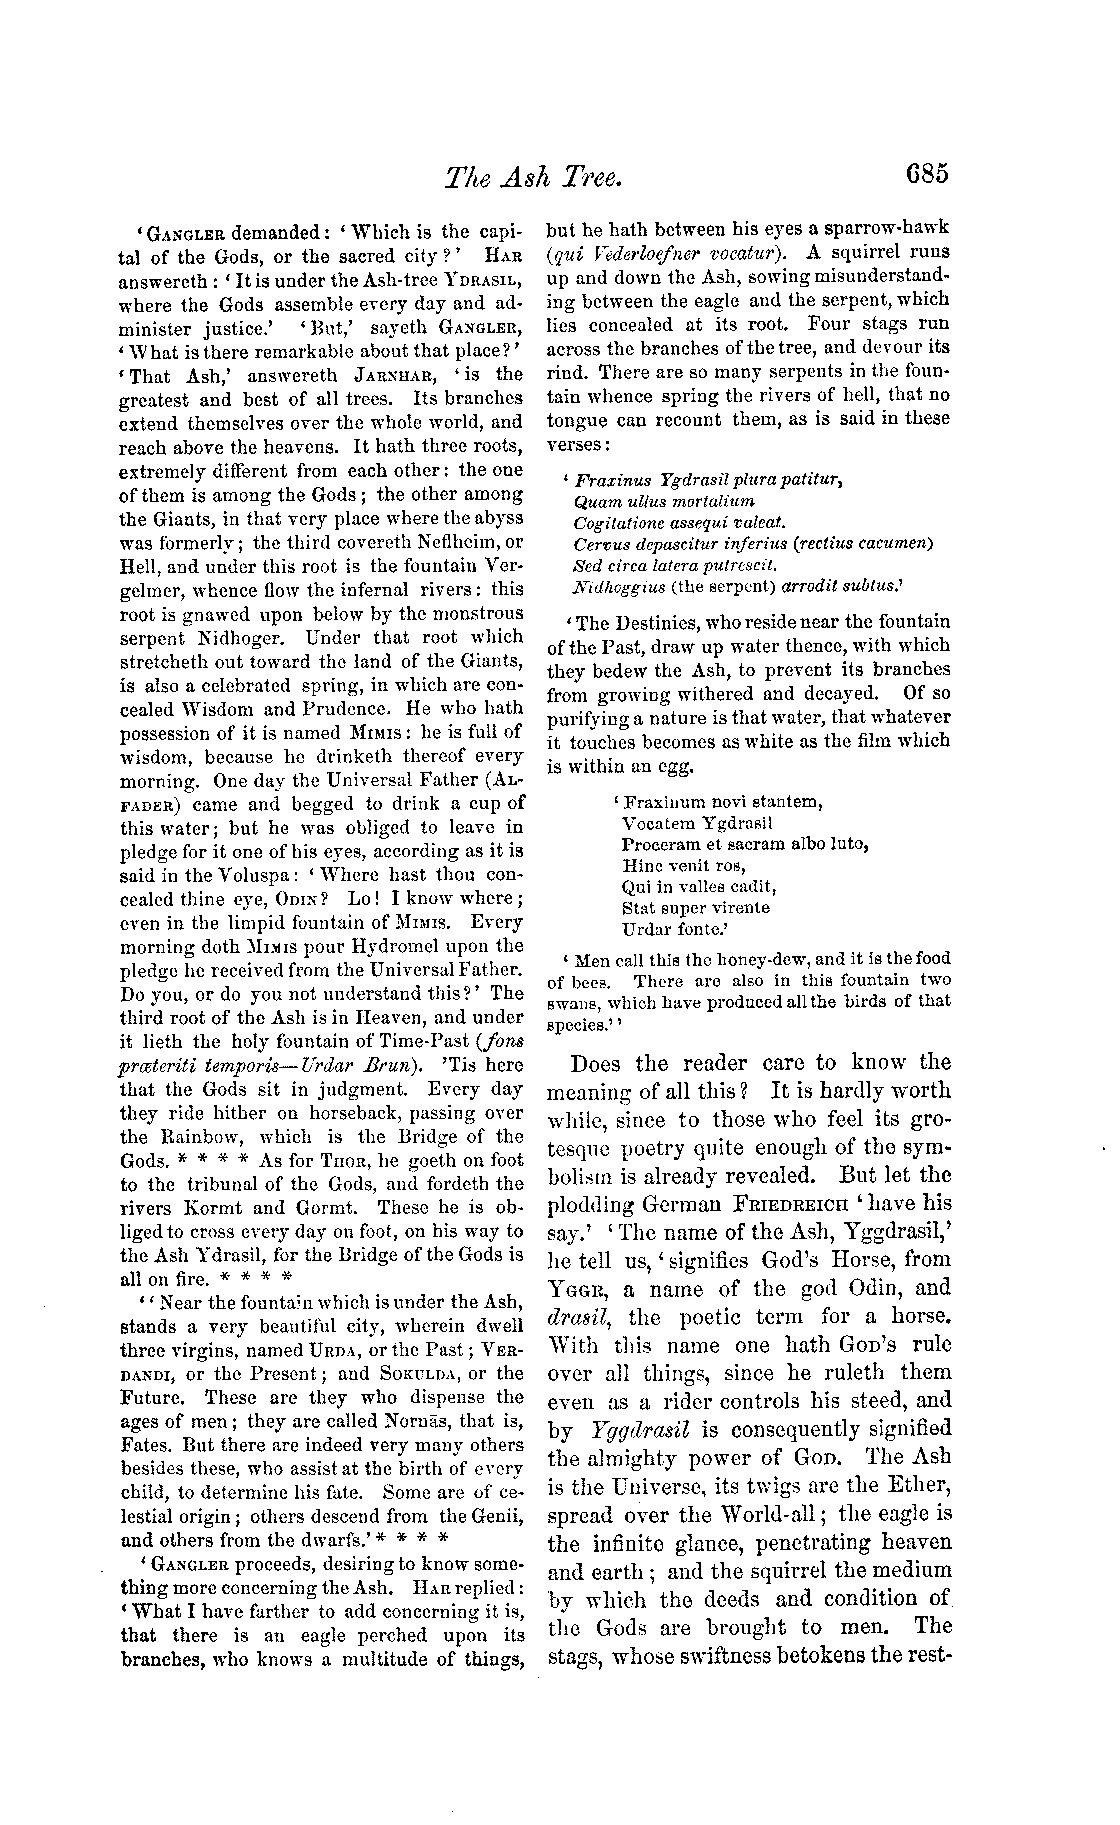 The Ash Tree. 685
‘GANGLER demanded: ‘Which is the capi-
tal of the Gods, or the sacred city?’ HAR
answereth: ‘It is under the Ash-tree YDRASIL,
where the Gods assemble every day and ad-
minister justice.’ ‘But,’ sayeth GANGLER,
‘What is there remarkable about that place?’
‘That Ash,’ answereth JARNHAR, ‘is the
greatest and best of all trees. Its branches
extend themselves over the whole world, and
reach above the heavens. It hath three roots,
extremely different from each other: the one
of them is among the Gods; the other among
the Giants, in that very place where the abyss
was formerly; the third covereth Neflheim, or
Hell, and under this root is the fountain Ver-
gelmer, whence flow the infernal rivers: this
root is gnawed upon below by the monstrous
serpent Nidhoger. Under that root which
stretcheth out toward the land of the Giants,
is also a celebrated spring, in which are con-
cealed Wisdom and Prudence. He who hath
possession of it is named MIMIS: he is full of
wisdom, because he drinketh thereof every
morning. One day the Universal Father (AL-
FADER) came and begged to drink a cup of
this water; but he was obliged to leave in
pledge for it one of his eyes, according as it is
said in the Voluspa: ‘Where hast thou con-
cealed thine eye, ODIN? Lo! I know where;
even in the limpid fountain of MIMIS. Every
morning doth MIMIS pour Hydromel upon the
pledge he received from the Universal Father.
Do you, or do you not understand this?’ The
third root of the Ash is in Heaven, and under
it lieth the holy fountain of Time-Past (fons
præteriti temporis—Urdar Brun). ’Tis here
that the Gods sit in judgment. Every day
they ride hither on horseback, passing over
the Rainbow, which is the Bridge of the
Gods. * * * * As for THOR, he goeth on foot
to the tribunal of the Gods, and fordeth the
rivers Kormt and Gormt. These he is ob-
liged to cross every day on foot, on his way to
the Ash Ydrasil, for the Bridge of the Gods is
all on fire. * * * *
‘‘Near the fountain which is under the Ash,
stands a very beautiful city, wherein dwell
three virgins, named URDA, or the Past; VER-
DANDI, or the Present; and SOKULDA, or the
Future. These are they who dispense the
ages of men; they are called Nornās, that is,
Fates. But there are indeed very many others
besides these, who assist at the birth of every
child, to determine his fate. Some are of ce-
lestial origin; others descend from the Genii,
and others from the dwarfs.’ * * * *
‘GANGLER proceeds, desiring to know some-
thing more concerning the Ash. HAR replied:
‘What I have farther to add concerning it is,
that there is an eagle perched upon its
branches, who knows a multitude of things,
but he hath between his eyes a sparrow-hawk
(qui Vederloefner vocatur). A squirrel runs
up and down the Ash, sowing misunderstand-
ing between the eagle and the serpent, which
lies concealed at its root. Four stags run
across the branches of the tree, and devour its
rind. There are so many serpents in the foun-
tain whence spring the rivers of hell, that no
tongue can recount them, as is said in these
verses:
‘Fraxinus Ygdrasil plura patitur,
Quam ullus mortalium
Cogitatione assequi valeat.
Cervus depascitur inferius (rectius cacumen)
Sed circa latera putrescit.
Nidhoggius (the serpent) arrodit subtus.’
‘The Destinies, who reside near the fountain
of the Past, draw up water thence, with which
they bedew the Ash, to prevent its branches
from growing withered and decayed. Of so
purifying a nature is that water, that whatever
it touches becomes as white as the film which
is within an egg.
‘Fraxinum novi stantem,
Vocatem Ygdrasil
Proceram et sacram albo luto,
Hinc venit ros,
Qui in valles cadit,
Stat super virente
Urdar fonte.’
‘Men call this the honey-dew, and it is the food
of bees. There are also in this fountain two
swans, which have produced all the birds of that
species.’’
Does the reader care to know the
meaning of all this? It is hardly worth
while, since to those who feel its gro-
tesque poetry quite enough of the sym-
bolism is already revealed. But let the
plodding German FRIEDREICH ‘have his
say.’ ‘The name of the Ash, Yggdrasil,’
he tell us, ‘signifies God’s Horse, from
YGGR, a name of the god Odin, and
drasil, the poetic term for a horse.
With this name one hath GOD’S rule
over all things, since he ruleth them
even as a rider controls his steed, and
by Yggdrasil is consequently signified
the almighty power of GOD. The Ash
is the Universe, its twigs are the Ether,
spread over the World-all; the eagle is
the infinite glance, penetrating heaven
and earth; and the squirrel the medium
by which the deeds and condition of
the Gods are brought to men. The
stags, whose swiftness betokens the rest-